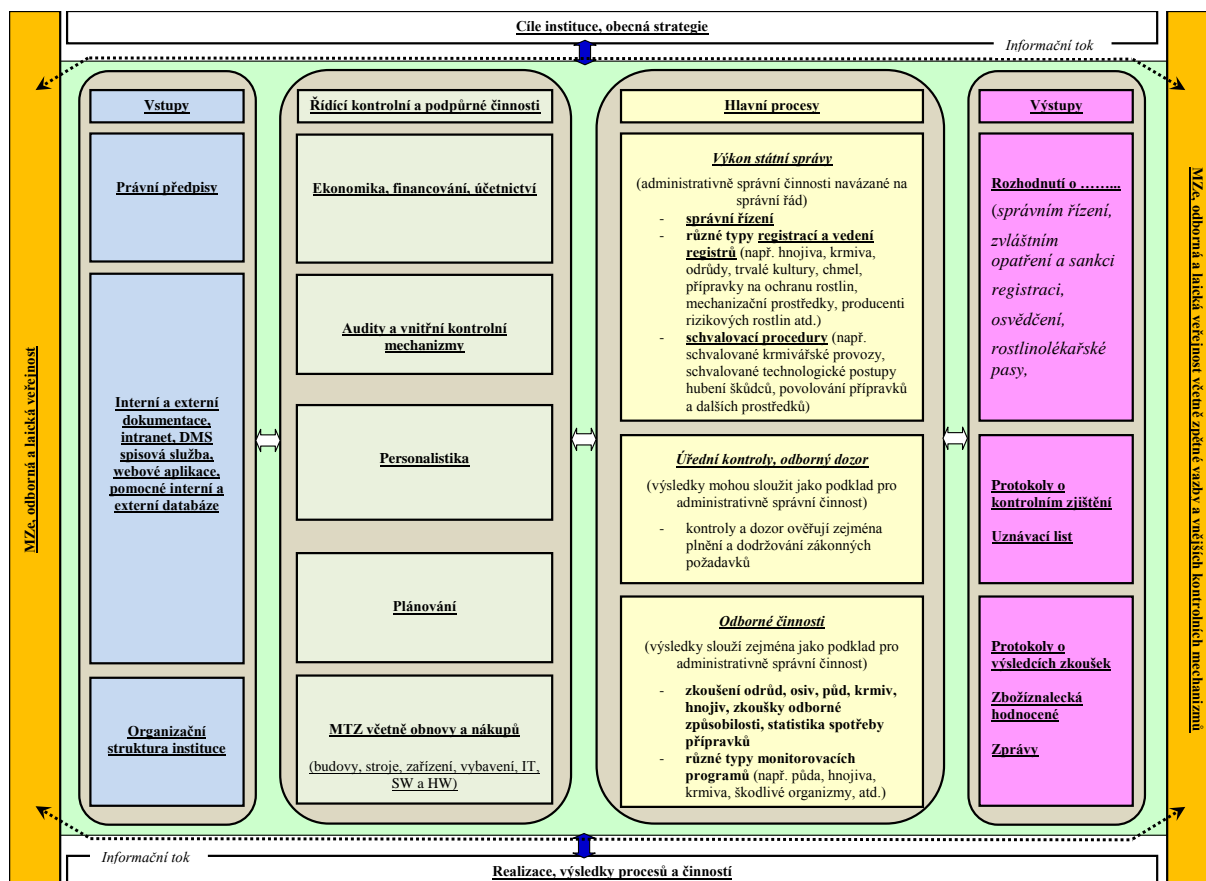 Cíle instituce, obecná strategie
Informační tok
MZe, odborná a laická veřejnost
Vstupy
Právní předpisy
Interní a externí
dokumentace,
intranet, DMS
spisová služba,
webové aplikace,
pomocné interní a
externí databáze
Organizační
struktura instituce
Řídící kontrolní a podpůrné činnosti
Ekonomika, financování, účetnictví
Audity a vnitřní kontrolní
mechanizmy
Personalistika
Plánování
MTZ včetně obnovy a nákupů
(budovy, stroje, zařízení, vybavení, IT,
SW a HW)
Hlavní procesy
Výkon státní správy
(administrativně správní činnosti navázané na
správní řád)
- správní řízení
- různé typy registrací a vedení
registrů (např. hnojiva, krmiva,
odrůdy, trvalé kultury, chmel,
přípravky na ochranu rostlin,
mechanizační prostředky, producenti
rizikových rostlin atd.)
- schvalovací procedury (např.
schvalované krmivářské provozy,
schvalované technologické postupy
hubení škůdců, povolování přípravků
a dalších prostředků)
Úřední kontroly, odborný dozor
(výsledky mohou sloužit jako podklad pro
administrativně správní činnost)
- kontroly a dozor ověřují zejména
plnění a dodržování zákonných
požadavků
Odborné činnosti
(výsledky slouží zejména jako podklad pro
administrativně správní činnost)
- zkoušení odrůd, osiv, půd, krmiv,
hnojiv, zkoušky odborné
způsobilosti, statistika spotřeby
přípravků
- různé typy monitorovacích
programů (např. půda, hnojiva,
krmiva, škodlivé organizmy, atd.)
Výstupy
Rozhodnutí o ……...
(správním řízení,
zvláštním
opatření a sankci
registraci,
osvědčení,
rostlinolékařské
pasy,
Protokoly o
kontrolním zjištění
Uznávací list
Protokoly o
výsledcích zkoušek
Zbožíznalecká
hodnocené
Zprávy
MZe, odborná a laická veřejnost včetně zpětné vazby a vnějších kontrolních mechanizmů
Informační tok
Realizace, výsledky procesů a činností